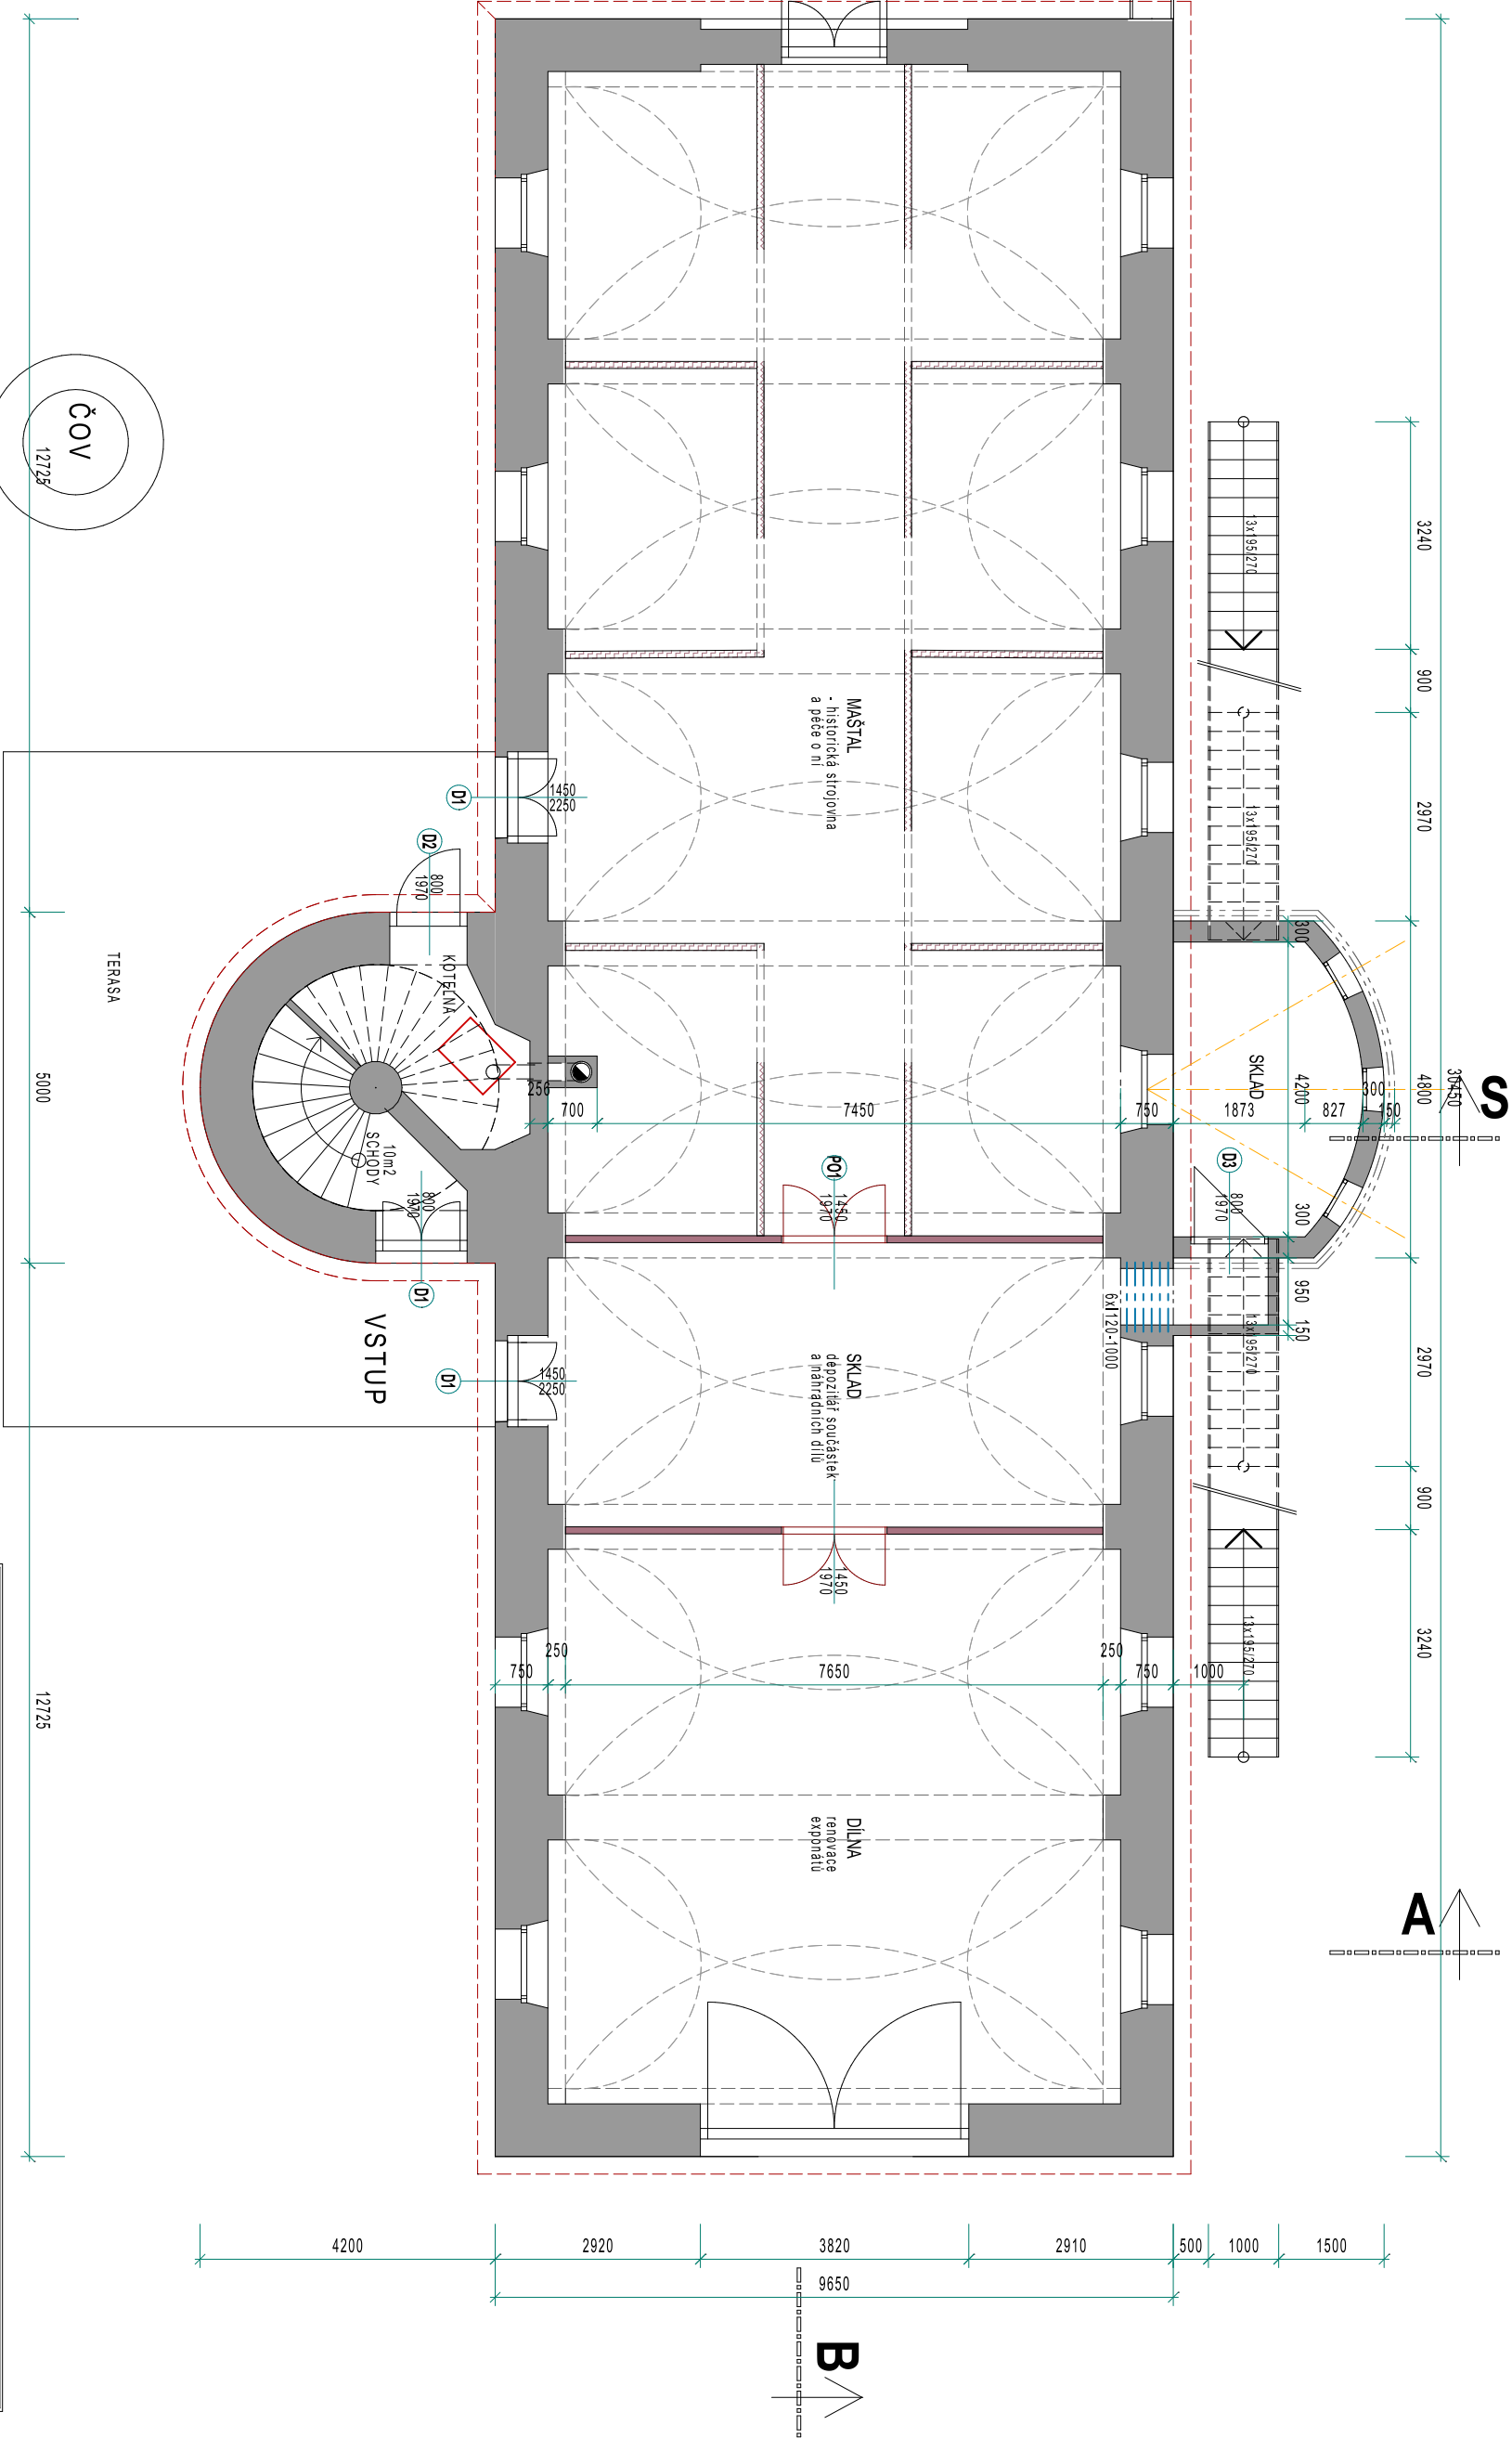 ČOV
12725
5000
12725
TERASA
VSTUP
KOTELNA
10m2
SCHODY
D1
1450
2250
D2
800
1970
D1
800
1970
D1
1450
2250
MAŠTAL
- historická strojovna
a péče o ní
SKLAD
depozitář součástek
a náhradních dílů
DÍLNA
renovace
exponátů
PO1
1450
1970
1450
1970
256
700
7450
750
1873
827
300
150
SKLAD
4200
300
300
950
150
D3
800
1970
6xI120-1000
13x195/270
13x195/270
13x195/270
13x195/270
3240
900
2970
4800
2970
900
3240
30450
S
A
750
250
7650
250
750
1000
4200
2920
3820
2910
500
1000
1500
9650
B